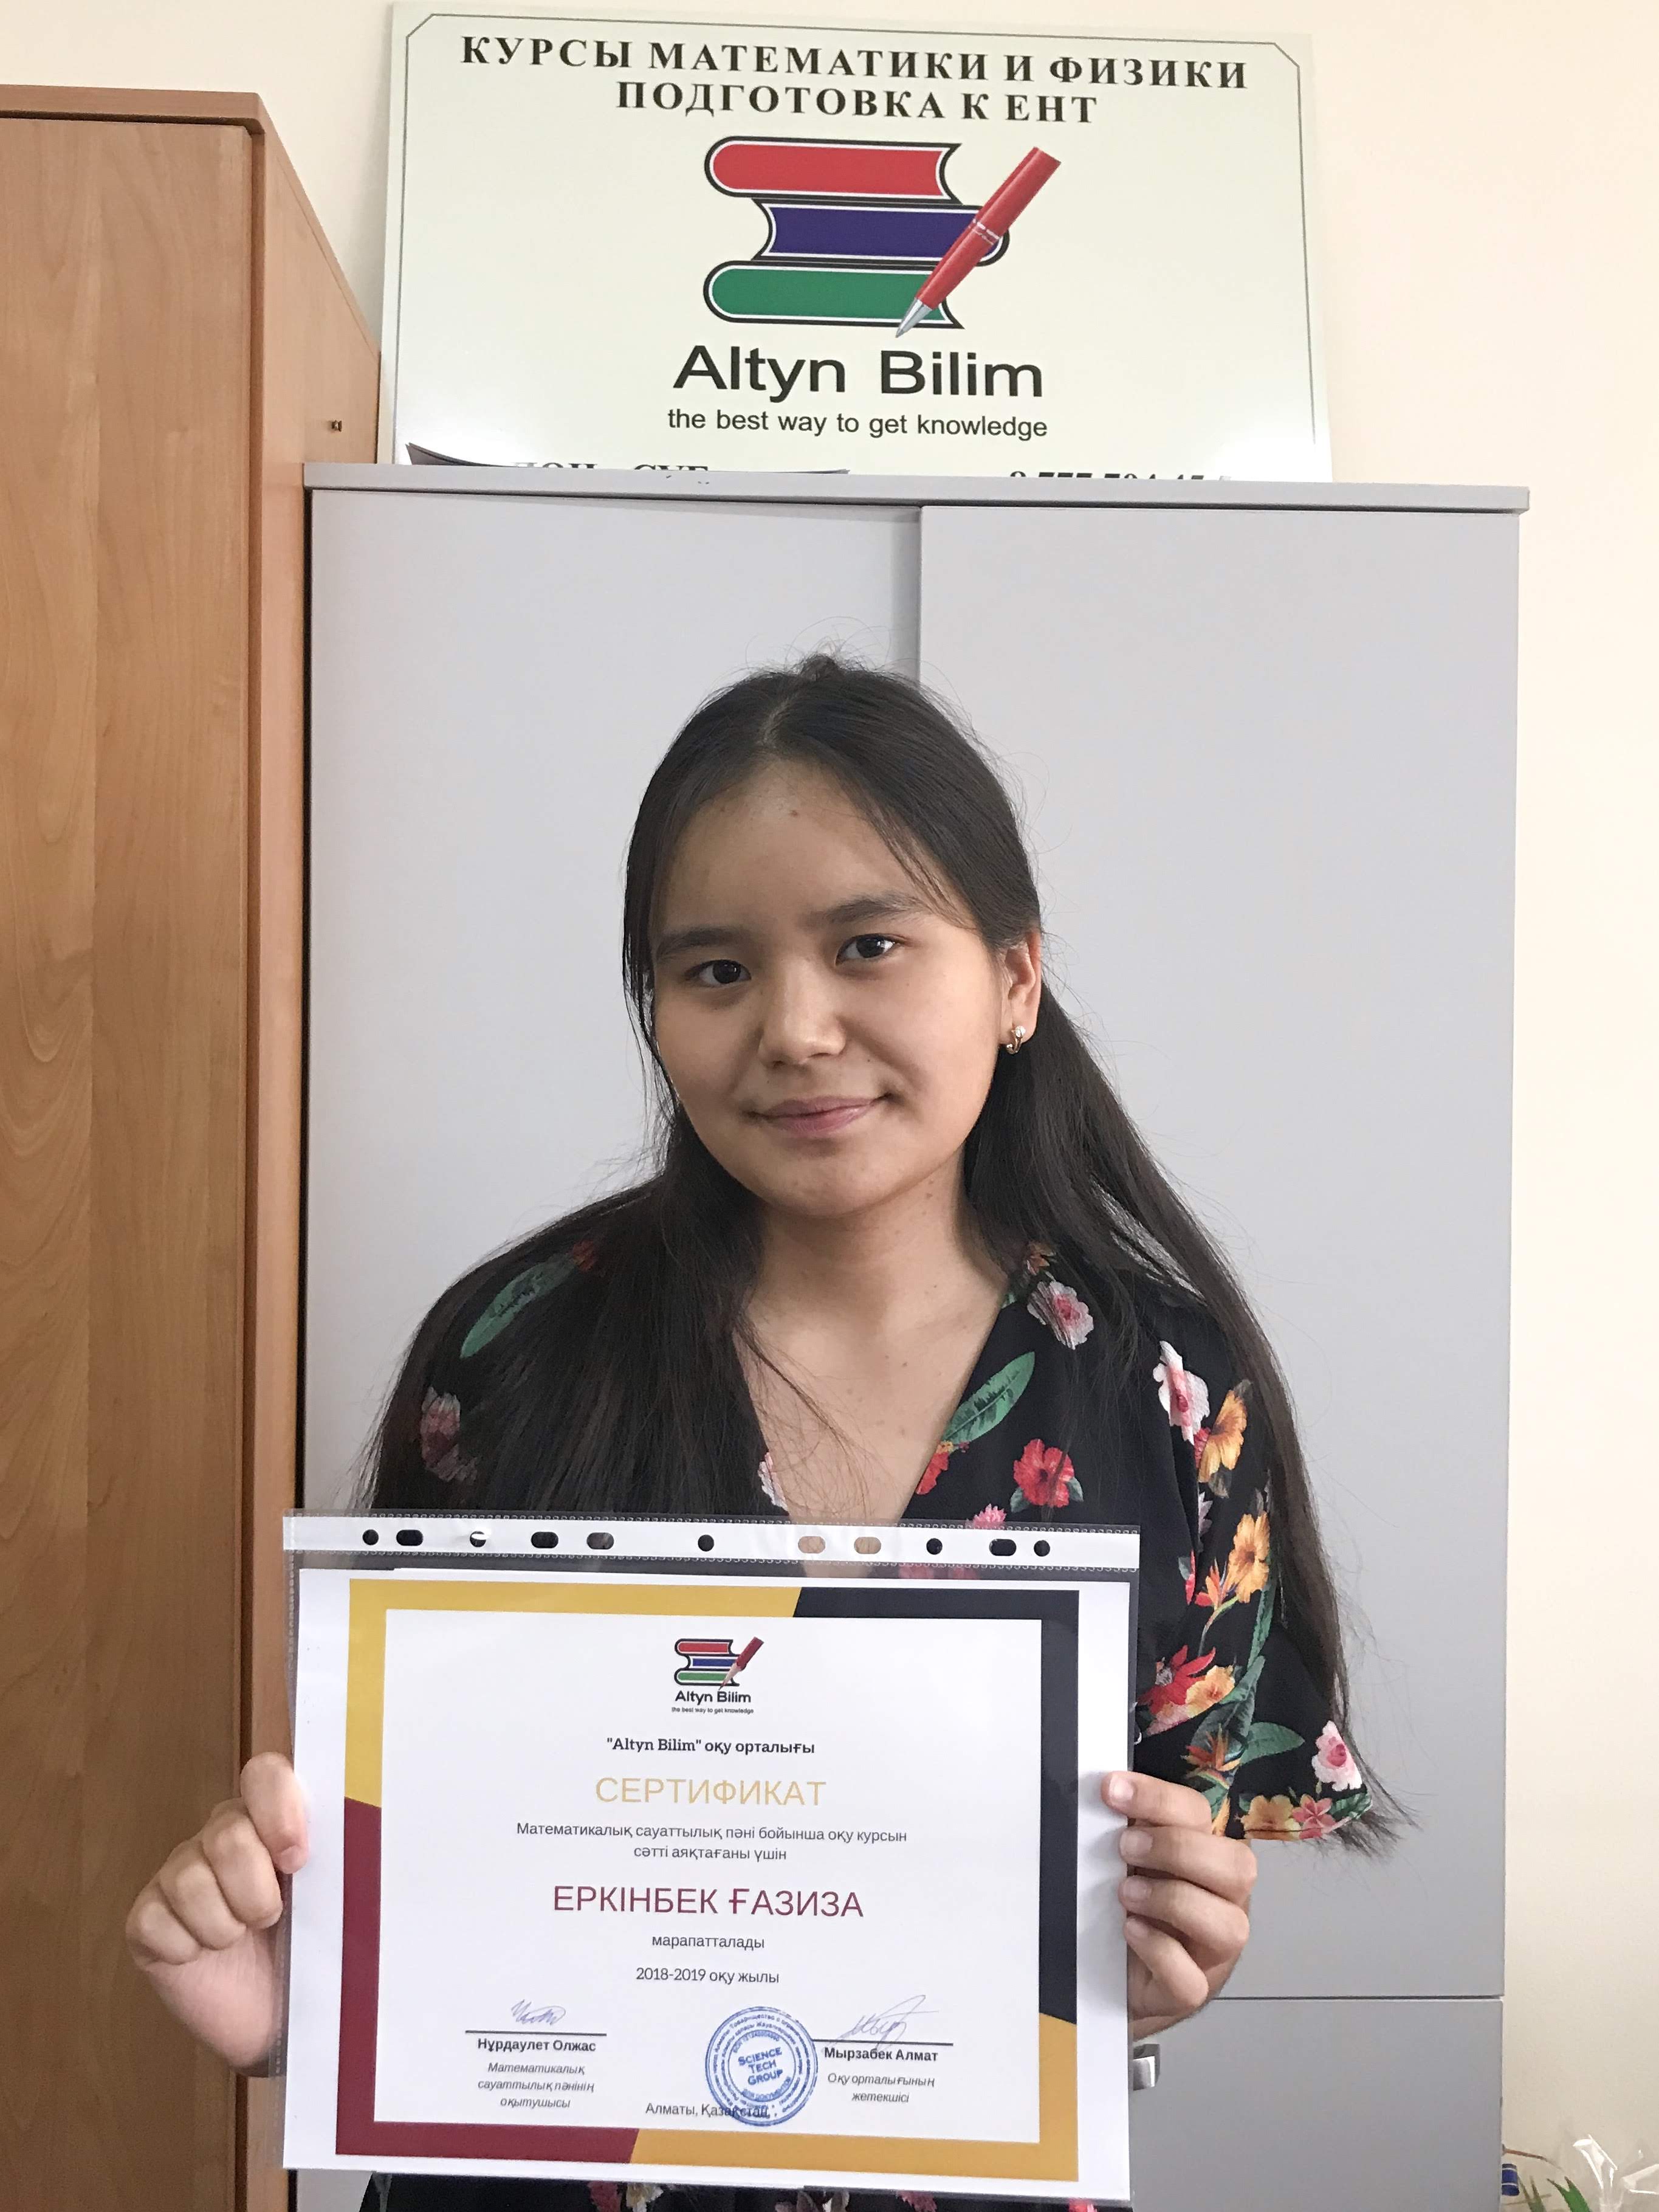 КУРСЫ МАТЕМАТИКИ И ФИЗИКИ
ПОДГОТОВКА К ЕНТ
Altyn Bilim
the best way to get knowledge
Altyn Bilim
the best way to get knowledge
"Altyn Bilim" оқу орталығы
СЕРТИФИКАТ
Математикалық сауаттылық пәні бойынша оқу курсын
сәтті аяқтағаны үшін
ЕРКІНБЕК ҒАЗИЗА
марапатталады
2018-2019 оқу жылы
Нұрдаулет Олжас
Математикалық
сауаттылық пәнінің
оқытушысы
SCIENCE
TECH
GROUP
Мырзабек Алмат
Оқу орталығының
жетекшісі
Алматы, Қазақстан